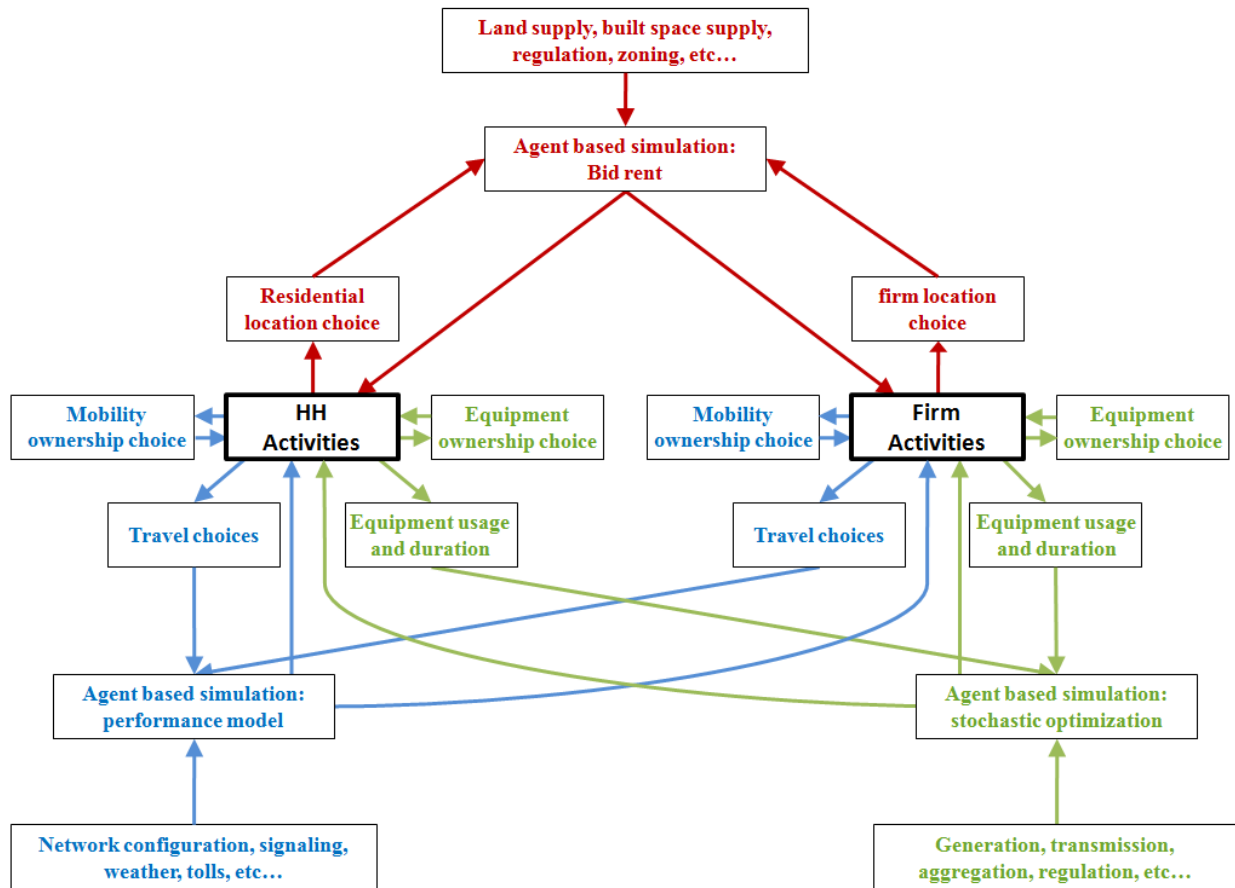 Land supply, built space supply,
regulation, zoning, etc…
Agent based simulation:
Bid rent
Residential
location choice
firm location
choice
Mobility
ownership choice
HH
Activities
Equipment
ownership choice
Mobility
ownership choice
Firm
Activities
Equipment
ownership choice
Travel choices
Equipment usage
and duration
Travel choices
Equipment usage
and duration
Agent based simulation:
performance model
Agent based simulation:
stochastic optimization
Network configuration, signaling,
weather, tolls, etc…
Generation, transmission,
aggregation, regulation, etc…